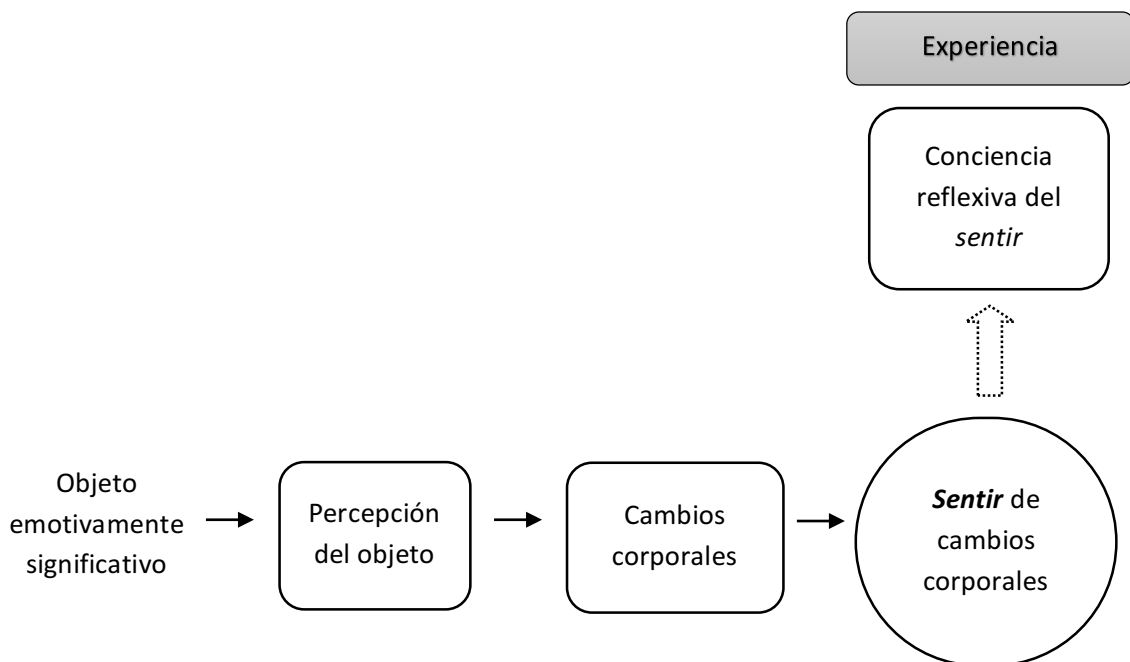 Experiencia
Conciencia
reflexiva del
sentir
Objeto
emotivamente
significativo
Percepción
del objeto
Cambios
corporales
Sentir de
cambios
corporales